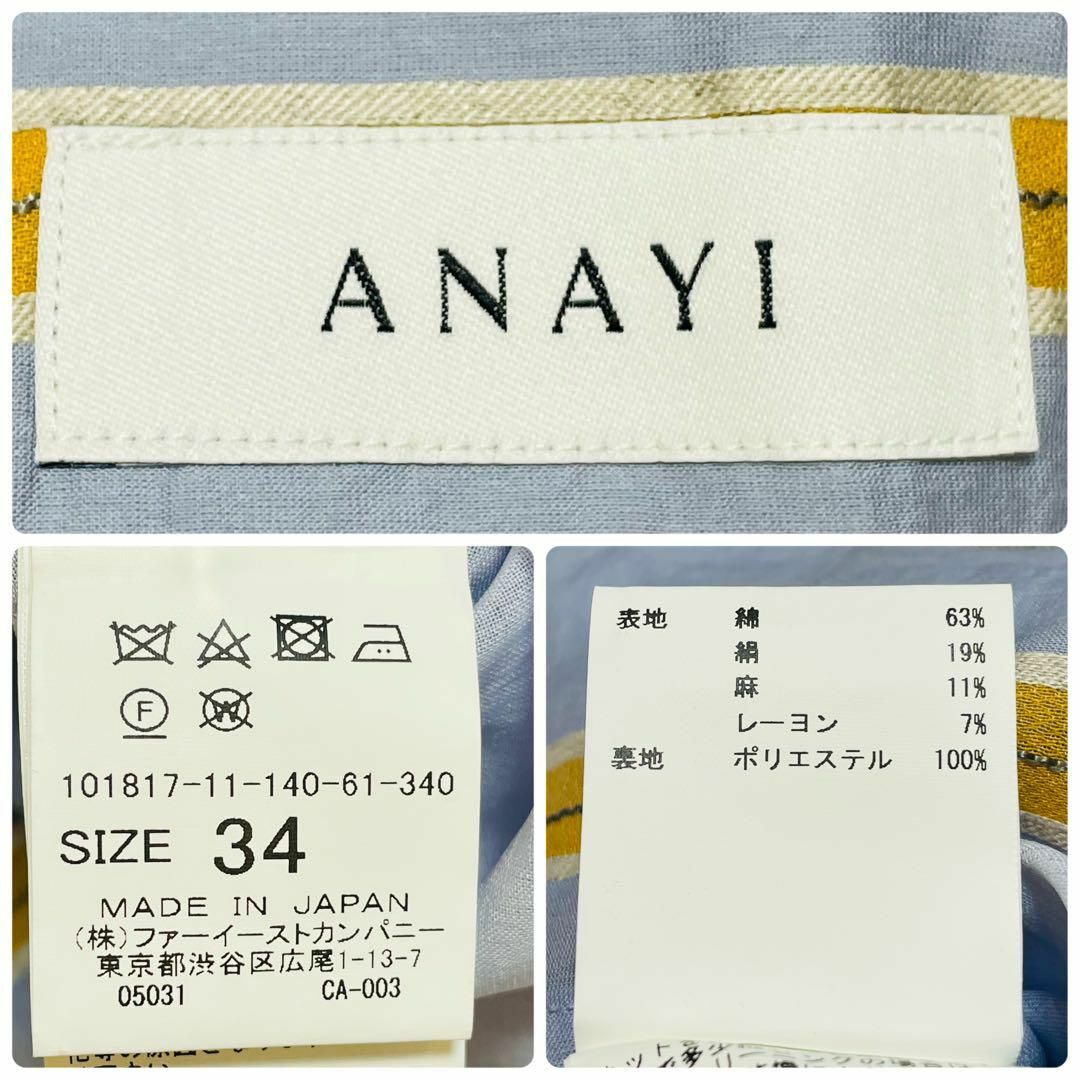 ANAYI
F
W
101817-11-140-61-340
SIZE 34
MADE IN JAPAN
(株)ファーイーストカンパニー
東京都渋谷区広尾1-13-7
05031 CA-003
表地 綿 63%
絹 19%
麻 11%
レーヨン 7%
裏地 ポリエステル 100%